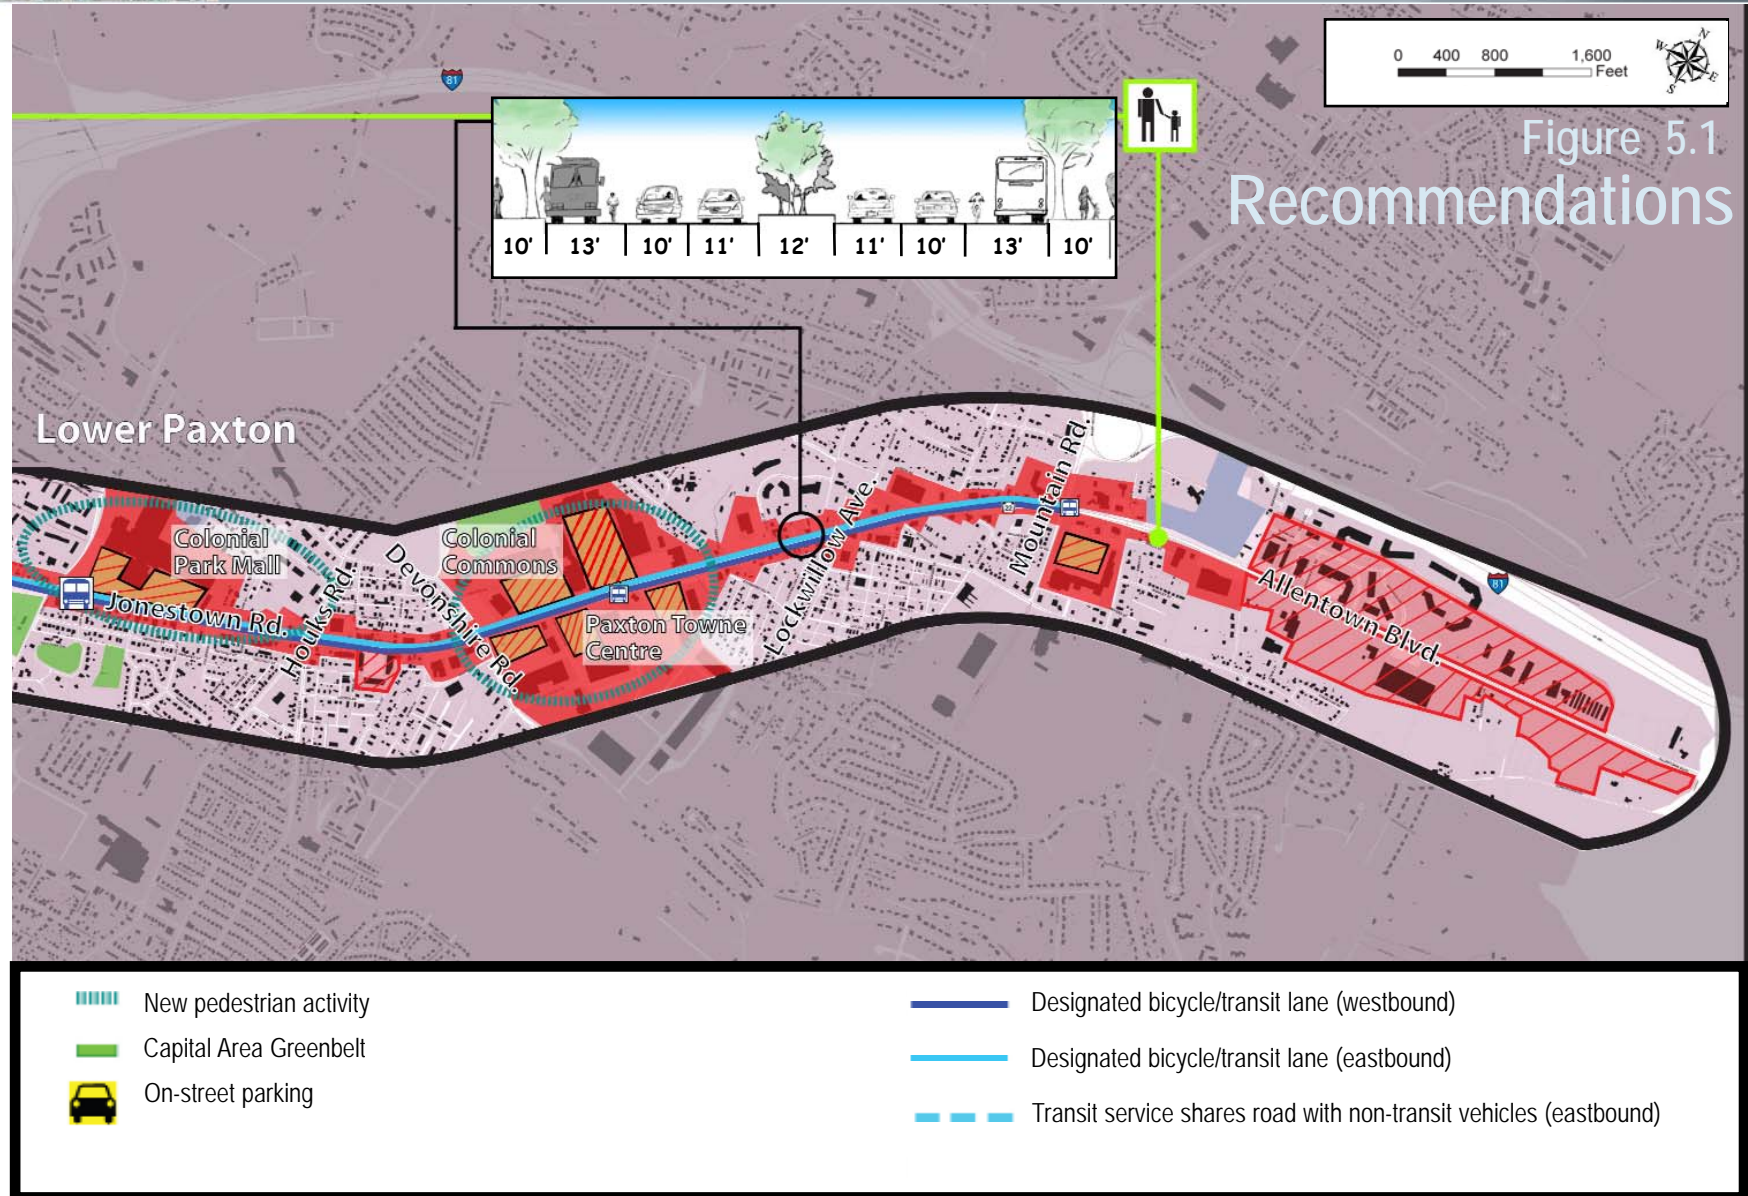 0 400 800 1,600
Feet
N
W
E
S
81
Figure 5.1
Recommendations
10' 13' 10' 11' 12' 11' 10' 13' 10'
Lower Paxton
Mountain Rd.
Lockwillow Ave.
Colonial
Park Mall
Colonial
Commons
Devonshire Rd.
Houks Rd.
Jonestown Rd.
Paxton Towne
Centre
Allentown Blvd.
81
New pedestrian activity
Capital Area Greenbelt
On-street parking
Designated bicycle/transit lane (westbound)
Designated bicycle/transit lane (eastbound)
Transit service shares road with non-transit vehicles (eastbound)